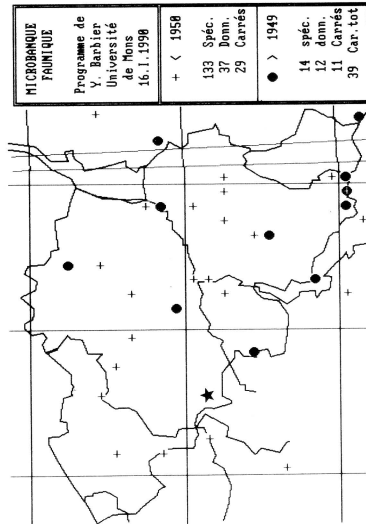 MICROBANQUE
FAUNIQUE
Programme de
Y. Barbier
Université
de Mons
16.I.1990
+ < 1950
133 Spéc.
37 Donn.
29 Carrés
● > 1949
14 spéc.
12 donn.
11 Carrés
39 Car.tot